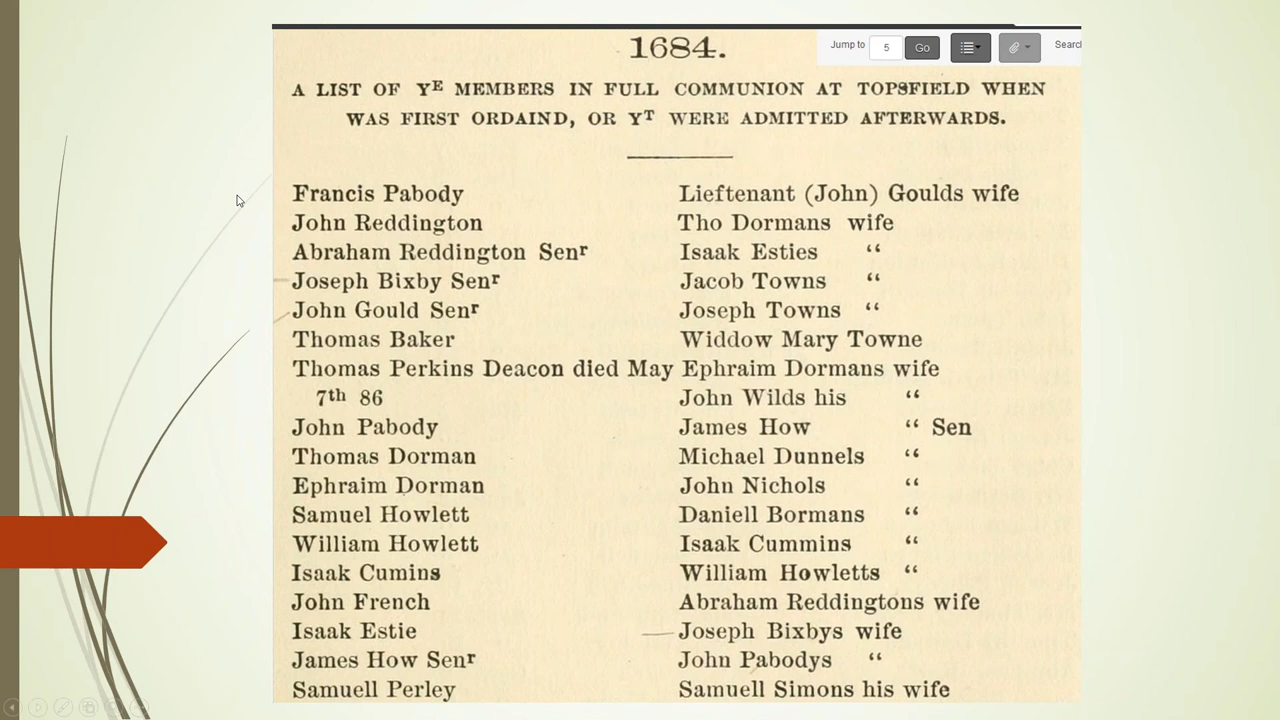 1684.
Jump to 5 Go Search
A LIST OF YE MEMBERS IN FULL COMMUNION AT TOPSFIELD WHEN
WAS FIRST ORDAIND, OR YT WERE ADMITTED AFTERWARDS.
Francis Pabody
John Reddington
Abraham Reddington Senr
Joseph Bixby Senr
John Gould Senr
Thomas Baker
Thomas Perkins Deacon died May
7th 86
John Pabody
Thomas Dorman
Ephraim Dorman
Samuel Howlett
William Howlett
Isaak Cumins
John French
Isaak Estie
James How Senr
Samuell Perley
Lieftenant (John) Goulds wife
Tho Dormans wife
Isaak Esties “
Jacob Towns “
Joseph Towns “
Widdow Mary Towne
Ephraim Dormans wife
John Wilds his “
James How “ Sen
Michael Dunnels “
John Nichols “
Daniell Bormans “
Isaak Cummins “
William Howletts “
Abraham Reddingtons wife
Joseph Bixbys wife
John Pabodys “
Samuell Simons his wife